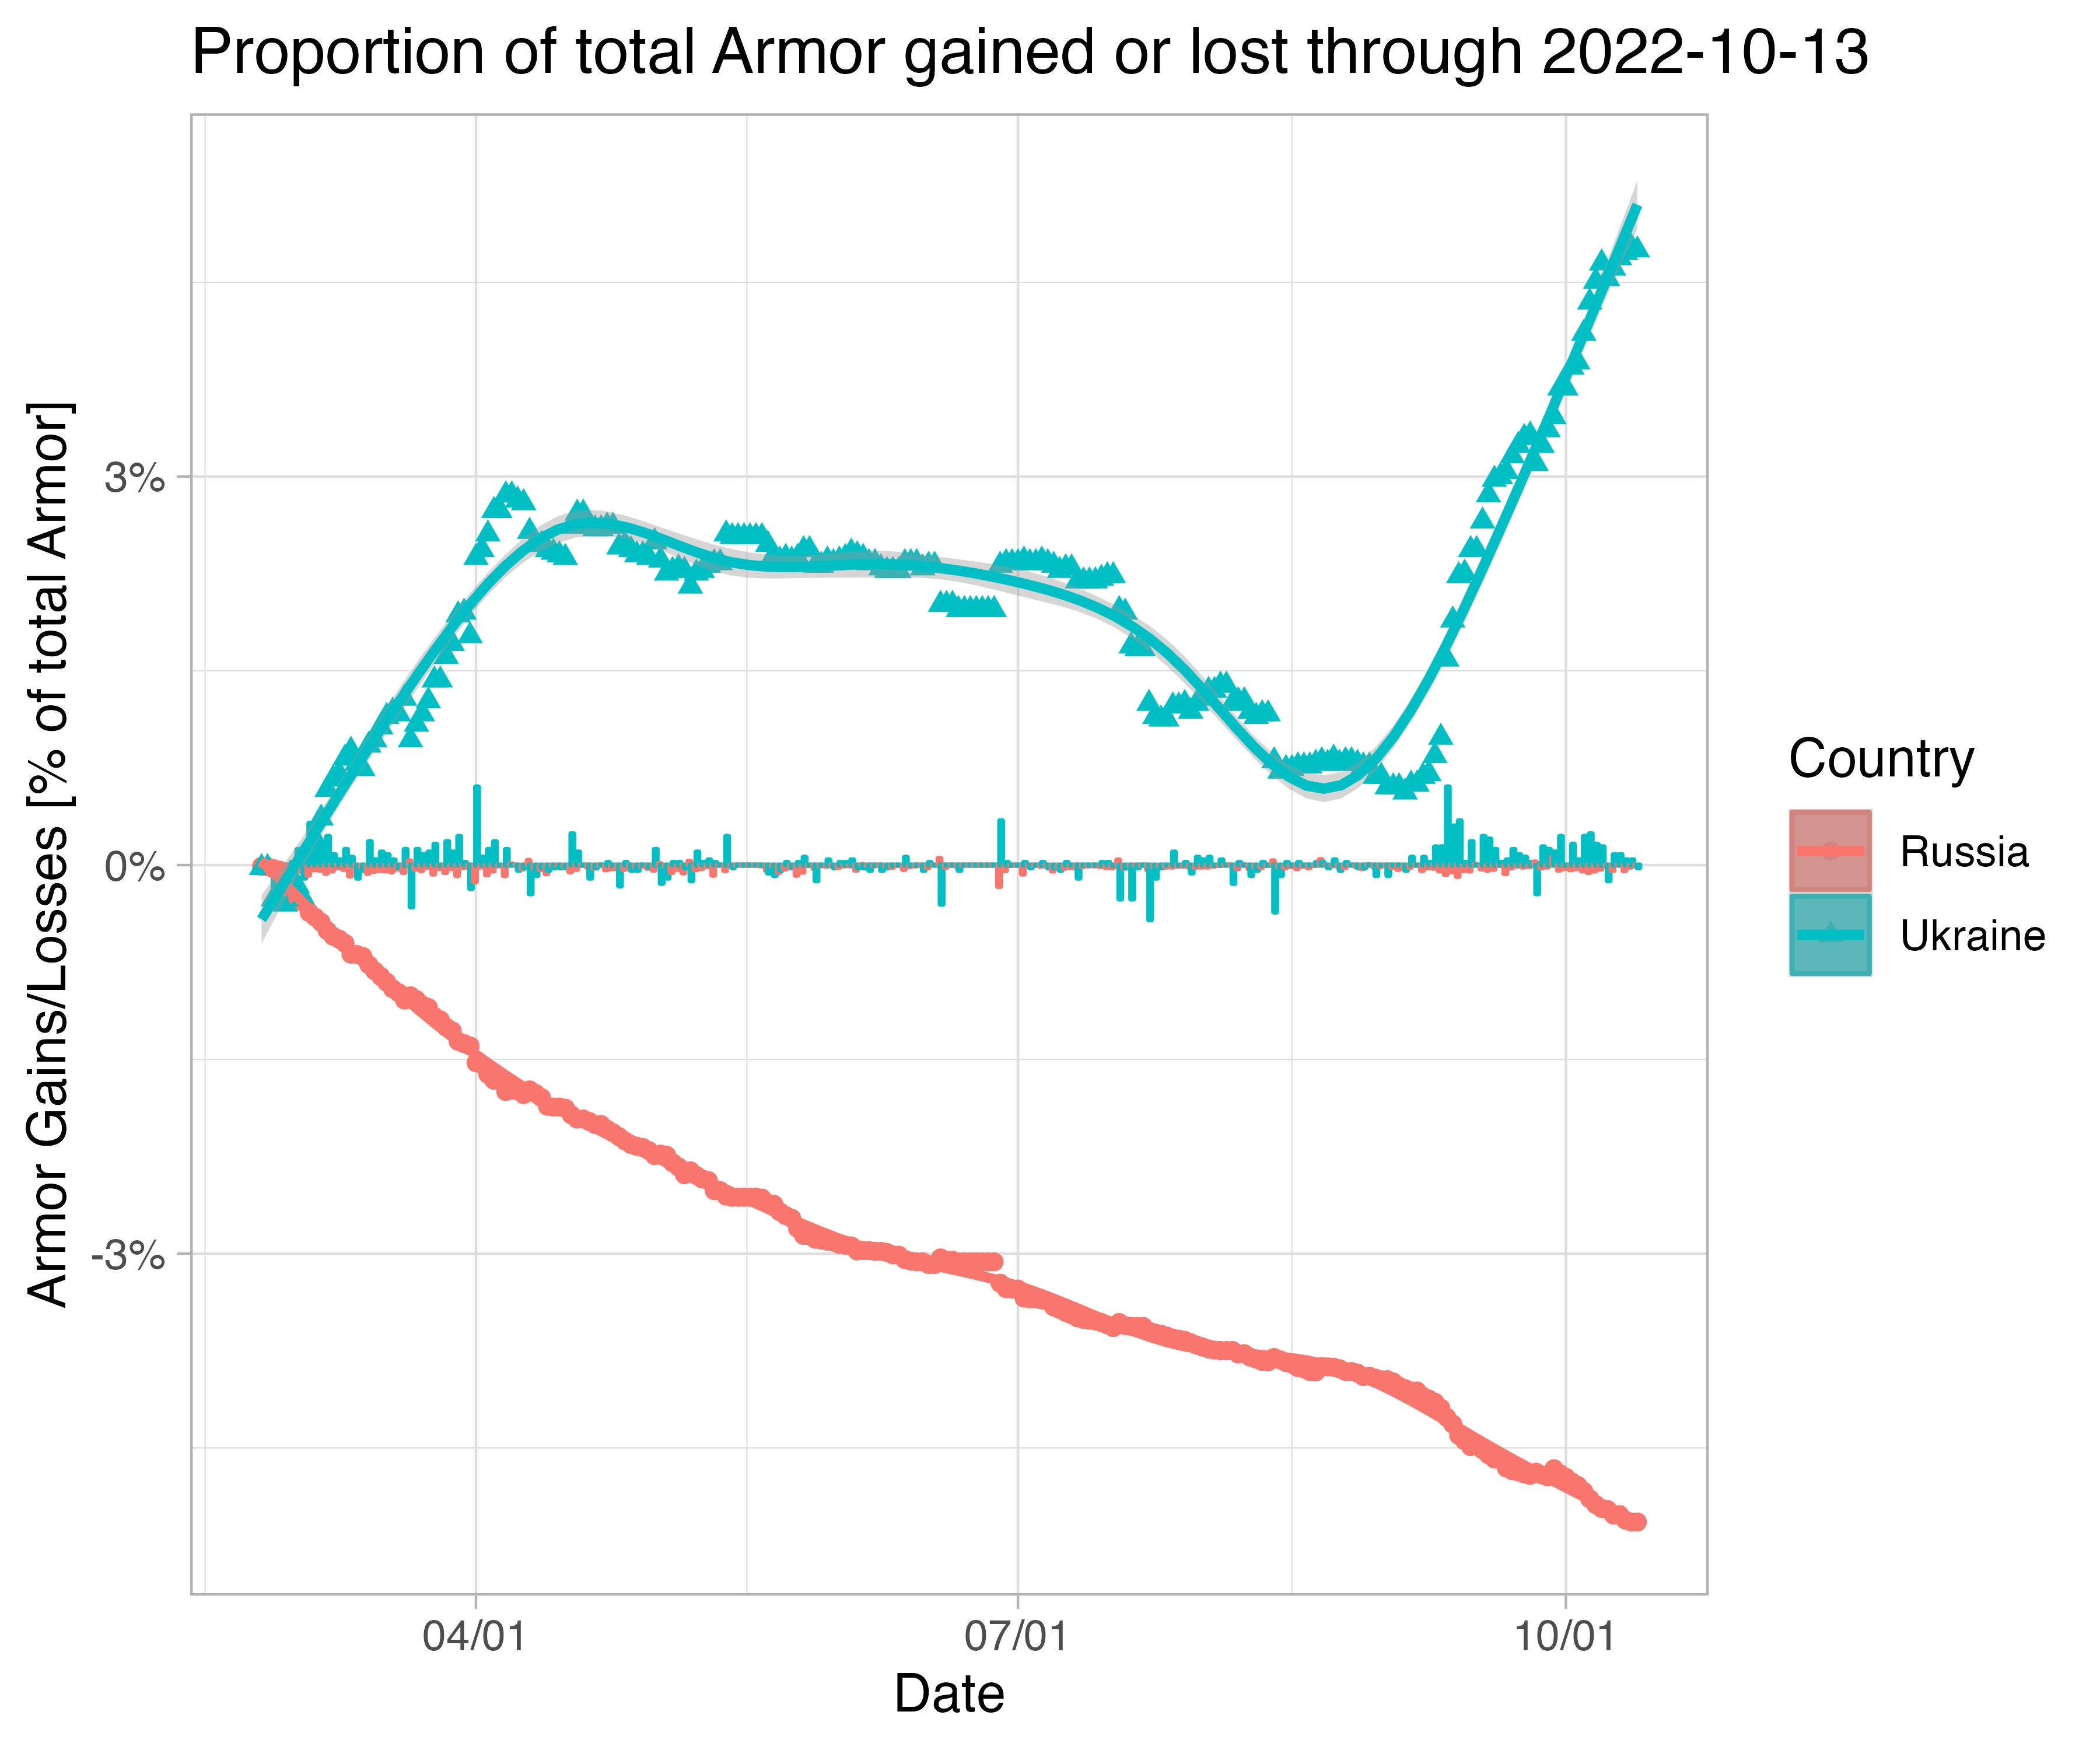 Proportion of total Armor gained or lost through 2022-10-13
Armor Gains/Losses [% of total Armor]
3%
0%
-3%
04/01
07/01
10/01
Date
Country
Russia
Ukraine